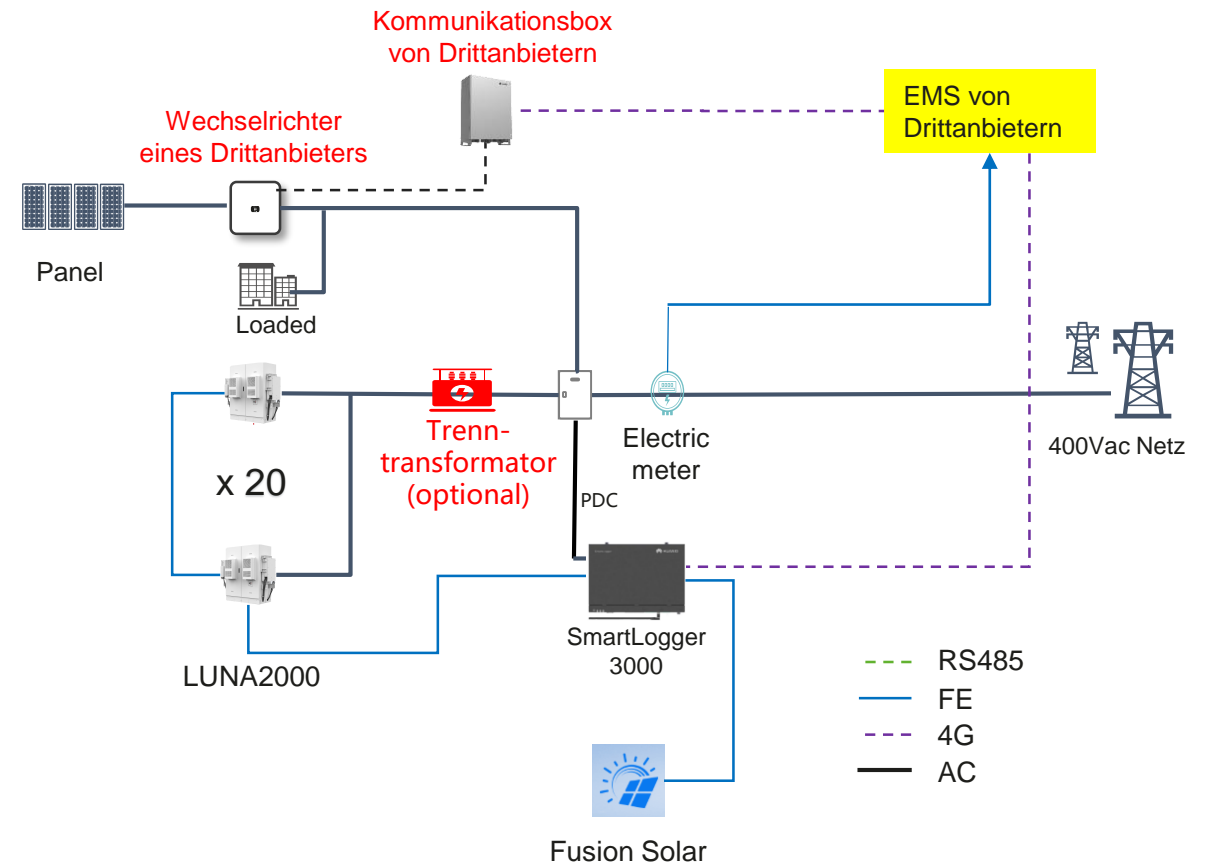 Kommunikationsbox
von Drittanbietern
EMS von
Drittanbietern
Wechselrichter
eines Drittanbieters
Panel
Loaded
400Vac Netz
Trenn-
transformator
(optional)
Electric
meter
x 20
PDC
SmartLogger
3000
LUNA2000
RS485
FE
4G
AC
Fusion Solar